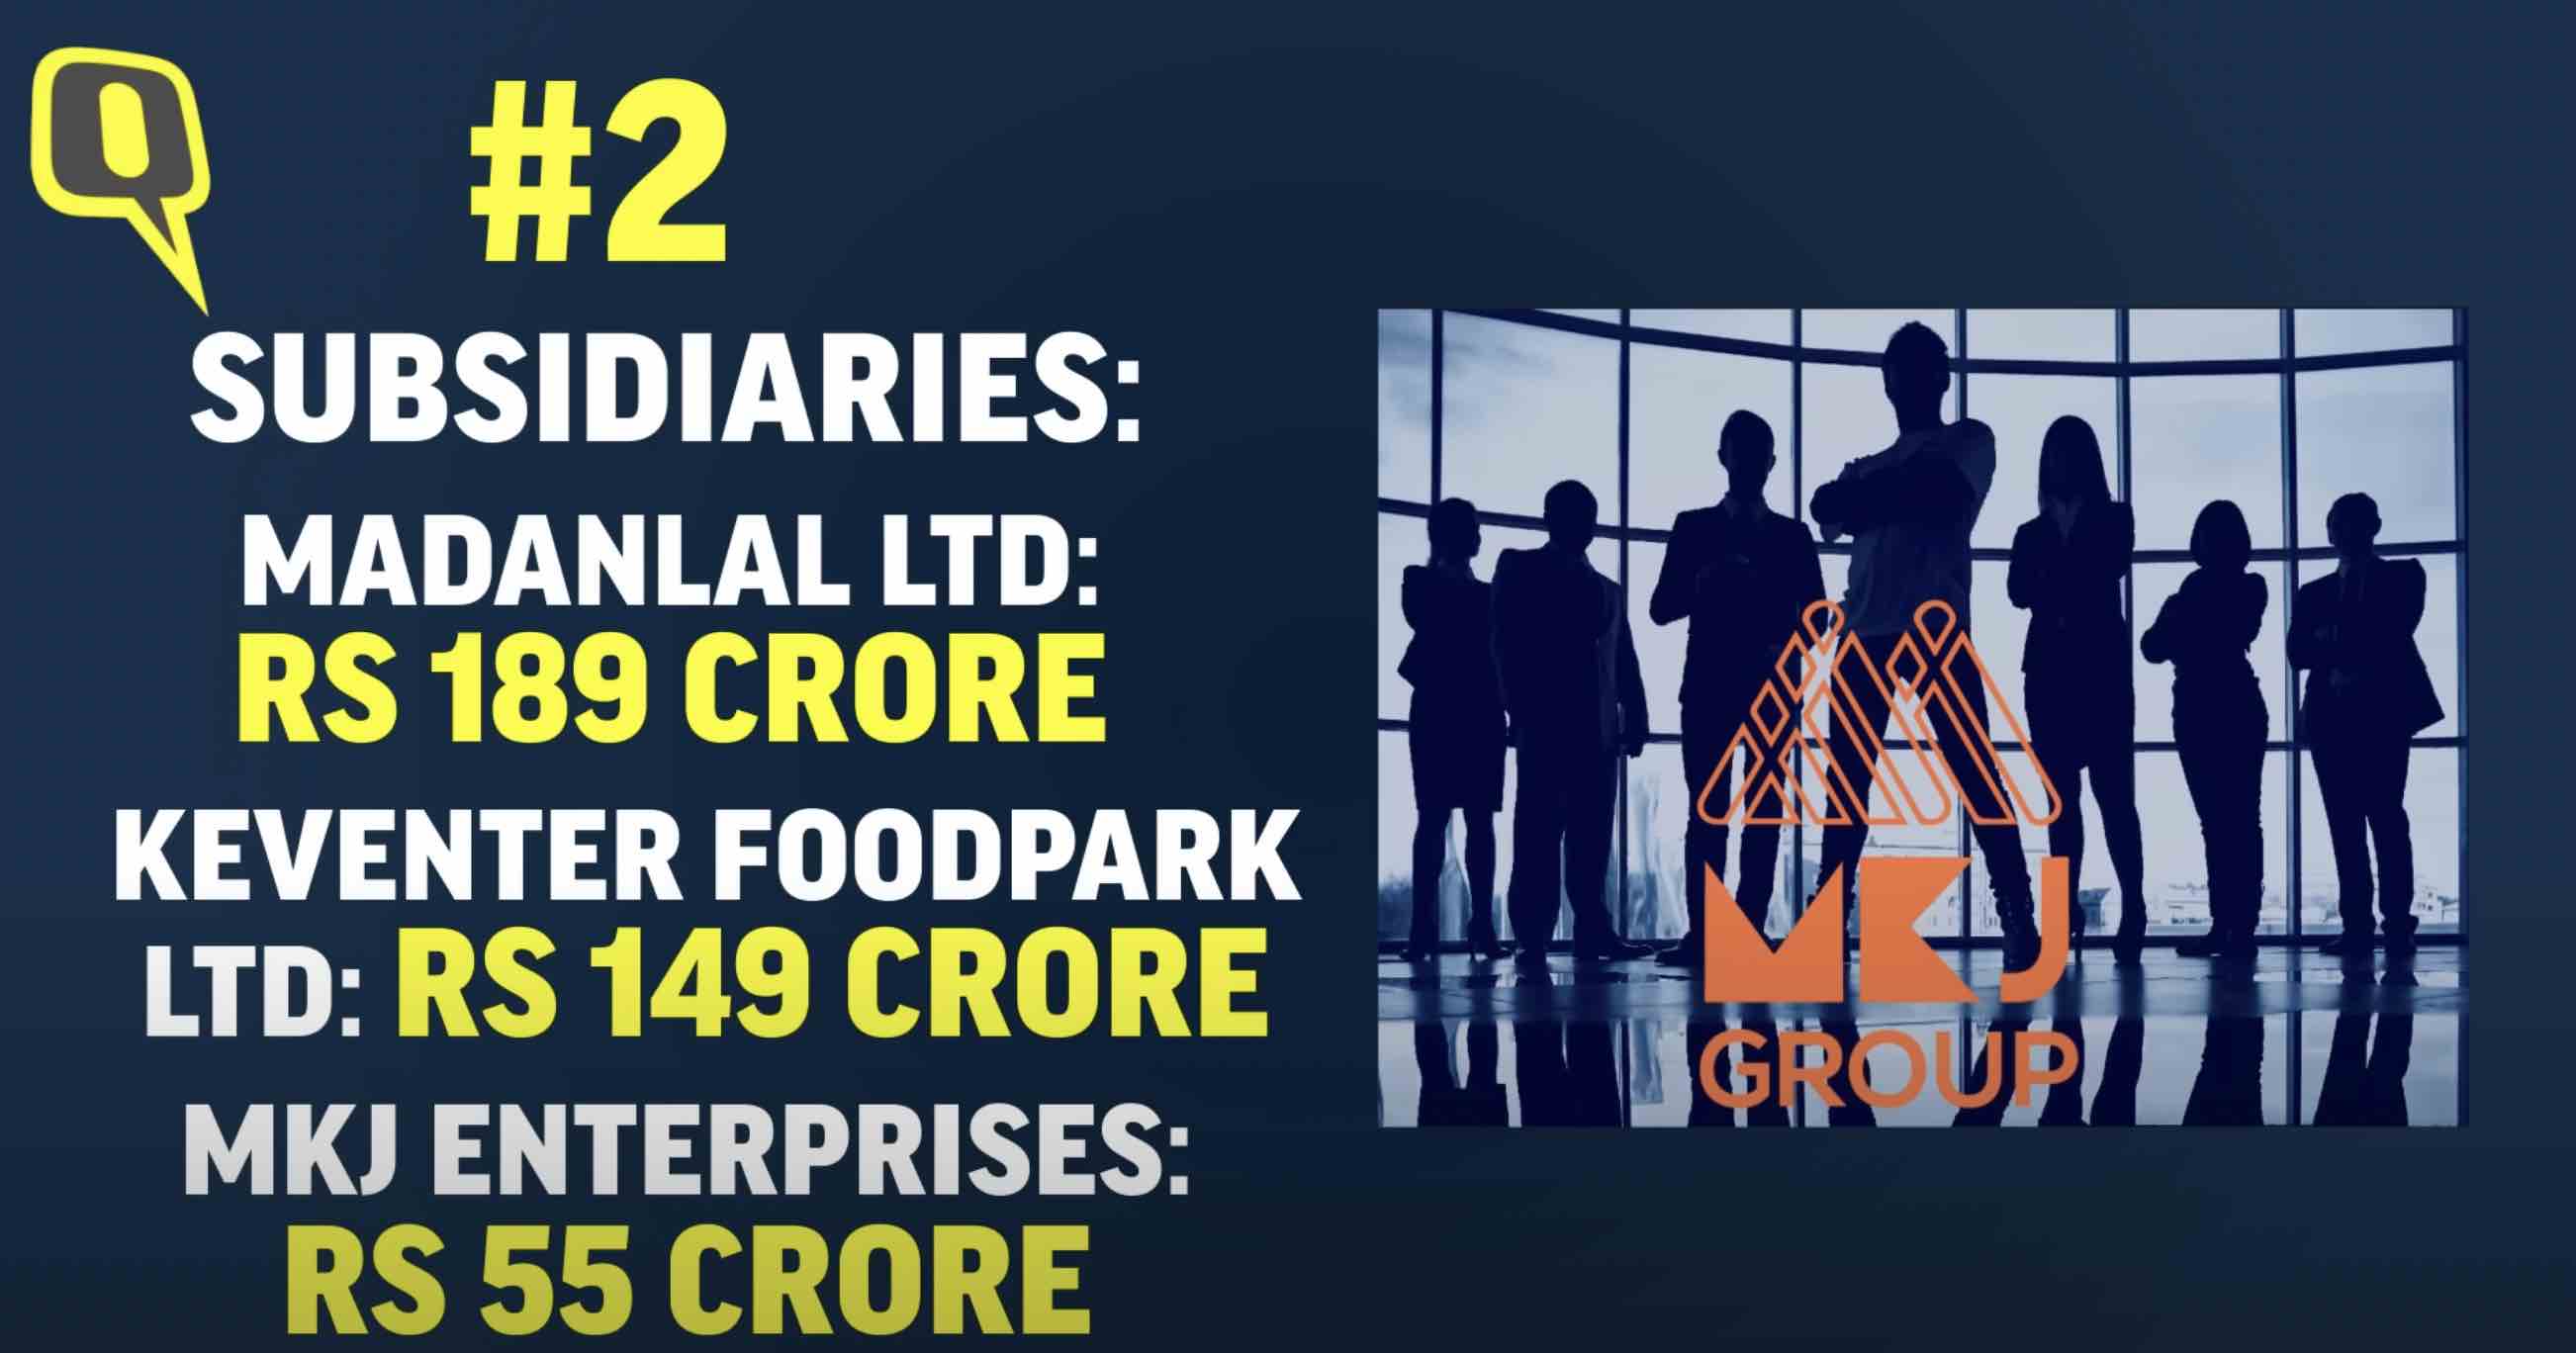 #2
SUBSIDIARIES:
MADANLAL LTD:
RS 189 CRORE
KEVENTER FOODPARK
LTD: RS 149 CRORE
MKJ ENTERPRISES:
RS 55 CRORE
MKJ
GROUP